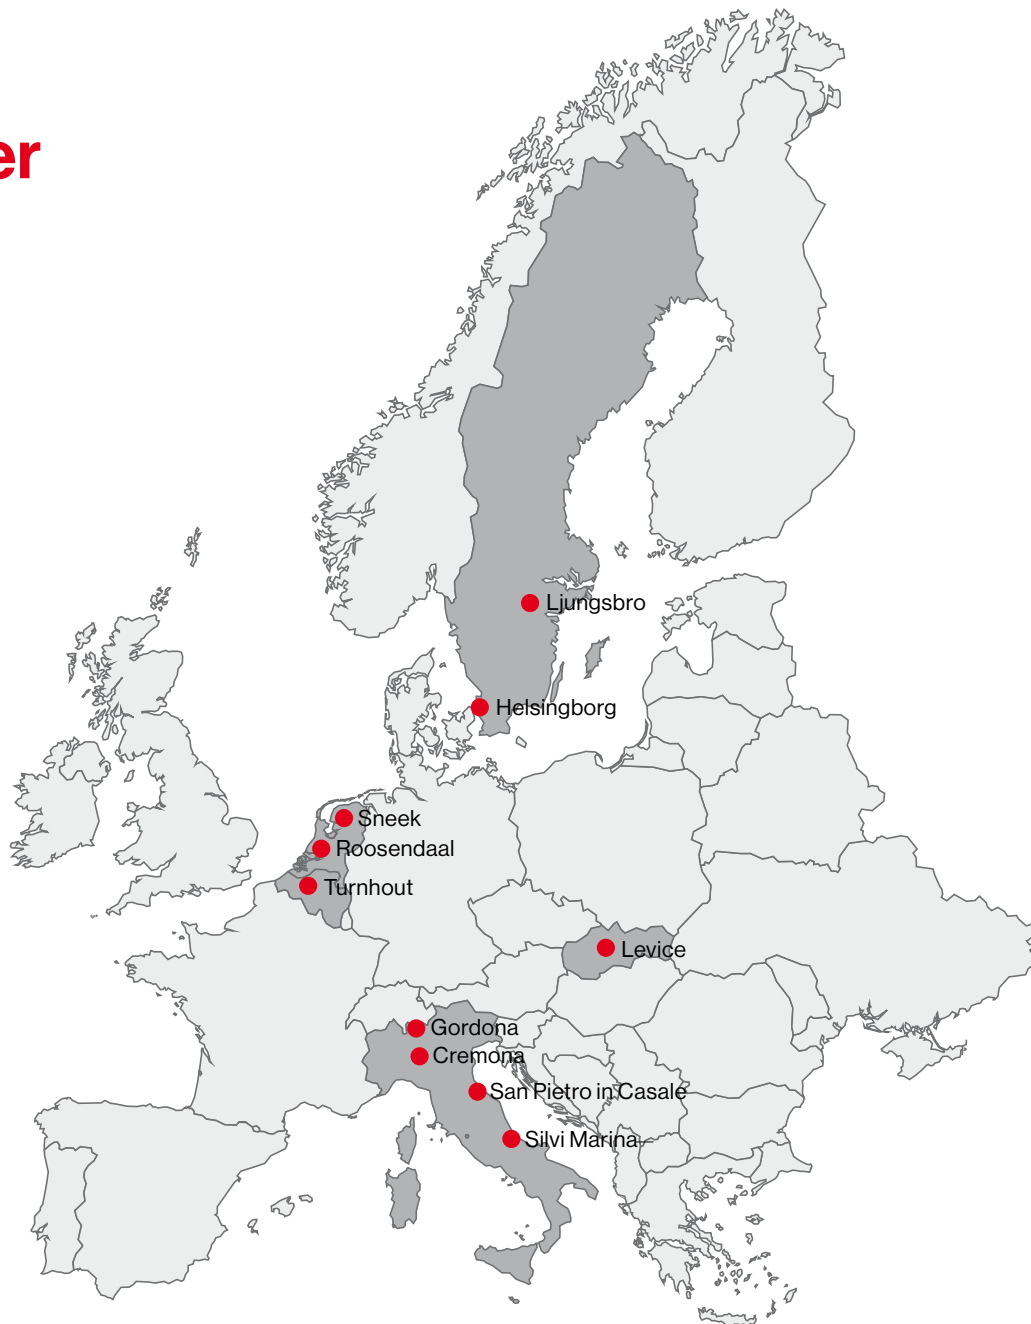 er
Ljungsbro
Helsingborg
Sneek
Roosendaal
Turnhout
Levice
Gordona
Cremona
San Pietro in Casale
Silvi Marina